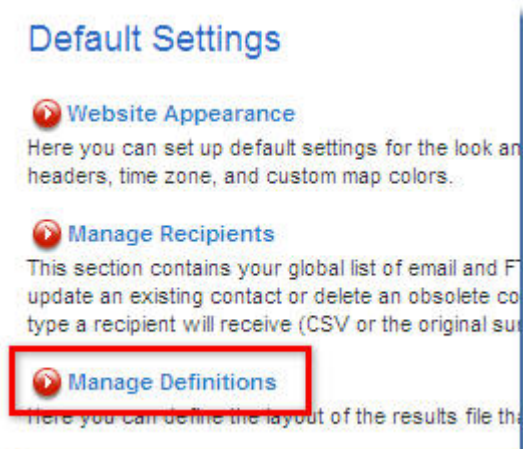 Default Settings
Website Appearance
Here you can set up default settings for the look an
headers, time zone, and custom map colors.
Manage Recipients
This section contains your global list of email and FT
update an existing contact or delete an obsolete co
type a recipient will receive (CSV or the original sur
Manage Definitions
Here you can define the layout of the results file tha